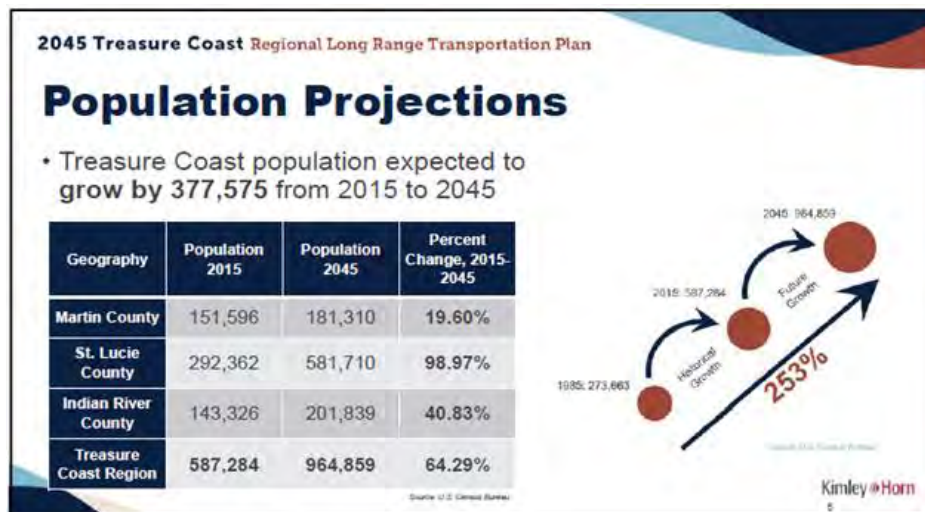 2045 Treasure Coast Regional Long Range Transportation Plan
Population Projections
• Treasure Coast population expected to
grow by 377,575 from 2015 to 2045
Geography Population 2015 Population 2045 Percent Change, 2015-2045
Martin County 151,596 181,310 19.60%
St. Lucie County 292,362 581,710 98.97%
Indian River County 143,326 201,839 40.83%
Treasure Coast Region 587,284 964,859 64.29%
Source: U.S. Census Bureau
2045: 964,859
Future
Growth
2015: 587,284
Historical
Growth
1985: 273,663
253%
Source: U.S. Census Bureau
Kimley»Horn
5